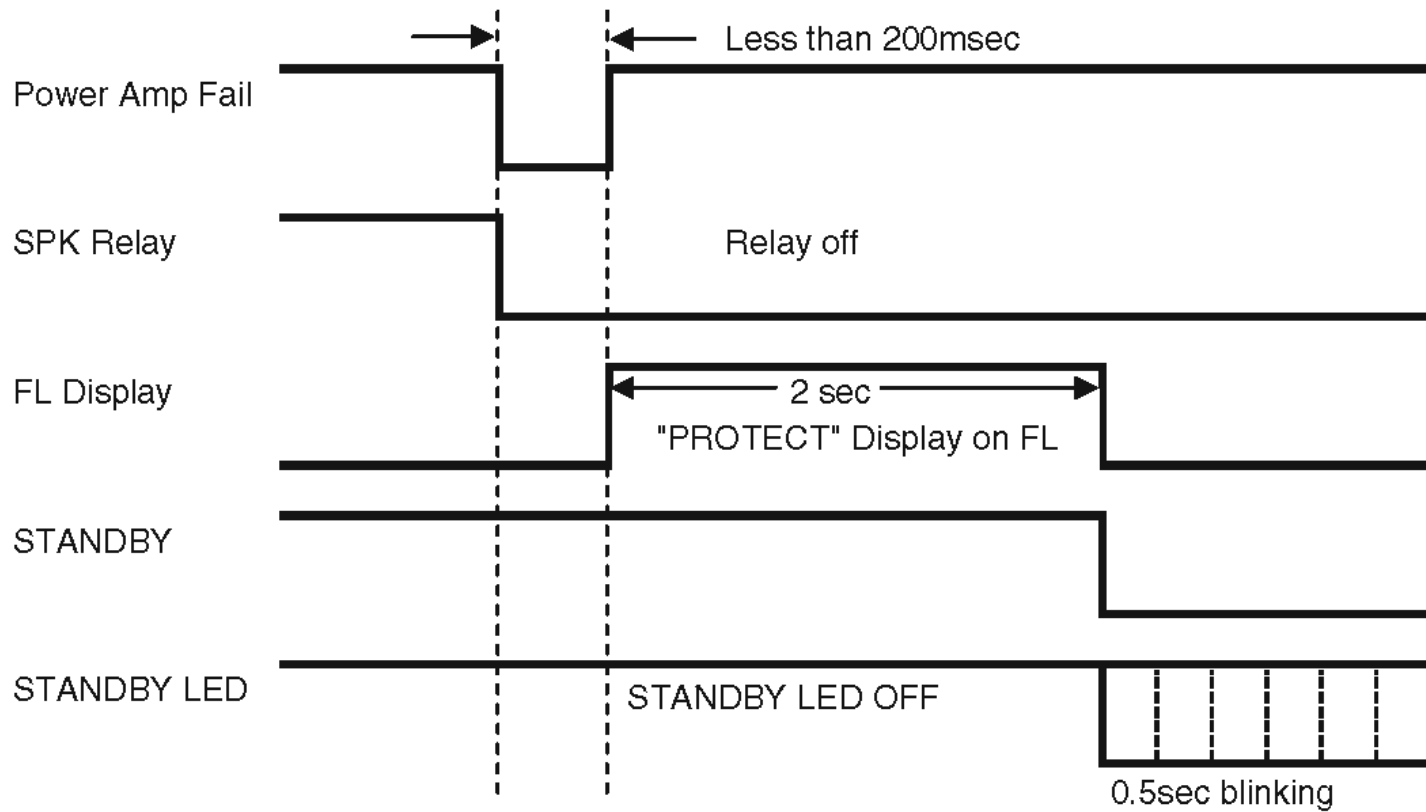 Less than 200msec
Power Amp Fail
SPK Relay
Relay off
FL Display
2 sec
"PROTECT" Display on FL
STANDBY
STANDBY LED
STANDBY LED OFF
0.5sec blinking